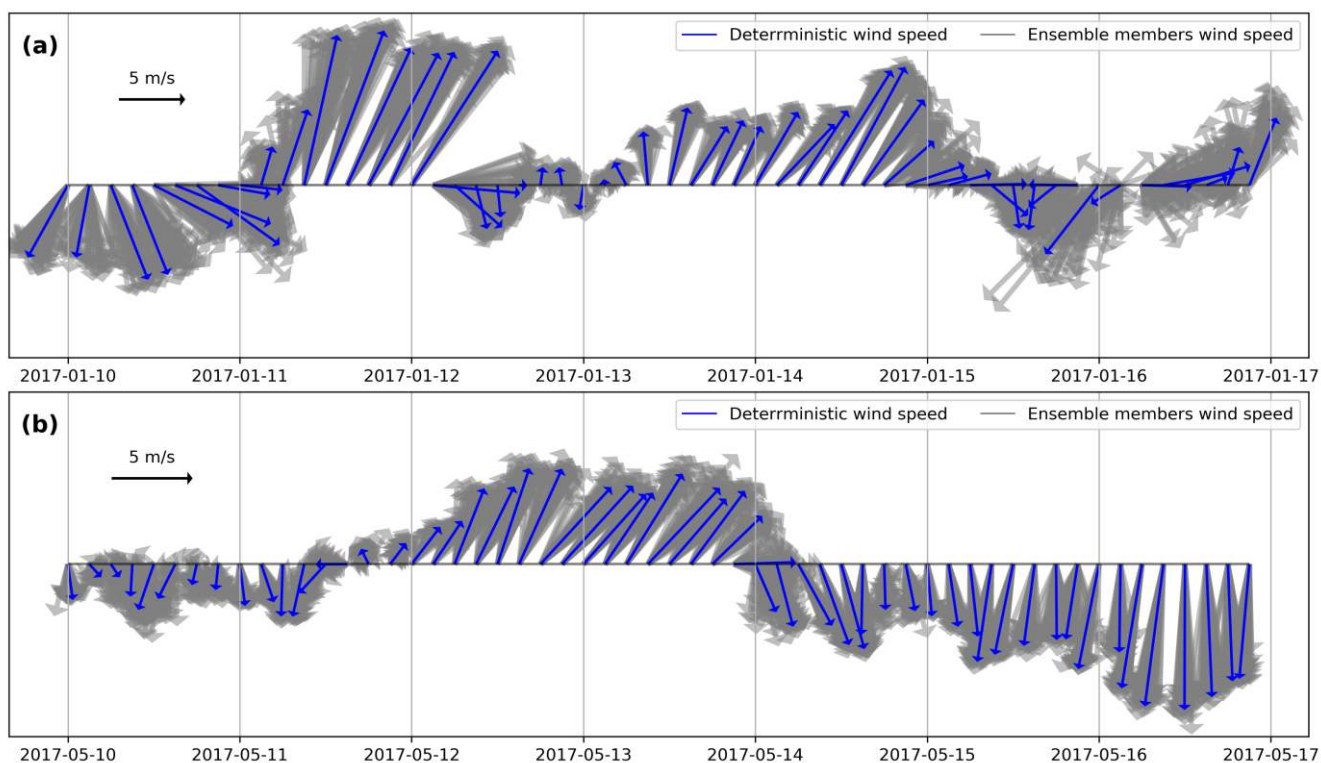 (a)
Deterrministic wind speed
Ensemble members wind speed
5 m/s
2017-01-10
2017-01-11
2017-01-12
2017-01-13
2017-01-14
2017-01-15
2017-01-16
2017-01-17
(b)
Deterrministic wind speed
Ensemble members wind speed
5 m/s
2017-05-10
2017-05-11
2017-05-12
2017-05-13
2017-05-14
2017-05-15
2017-05-16
2017-05-17